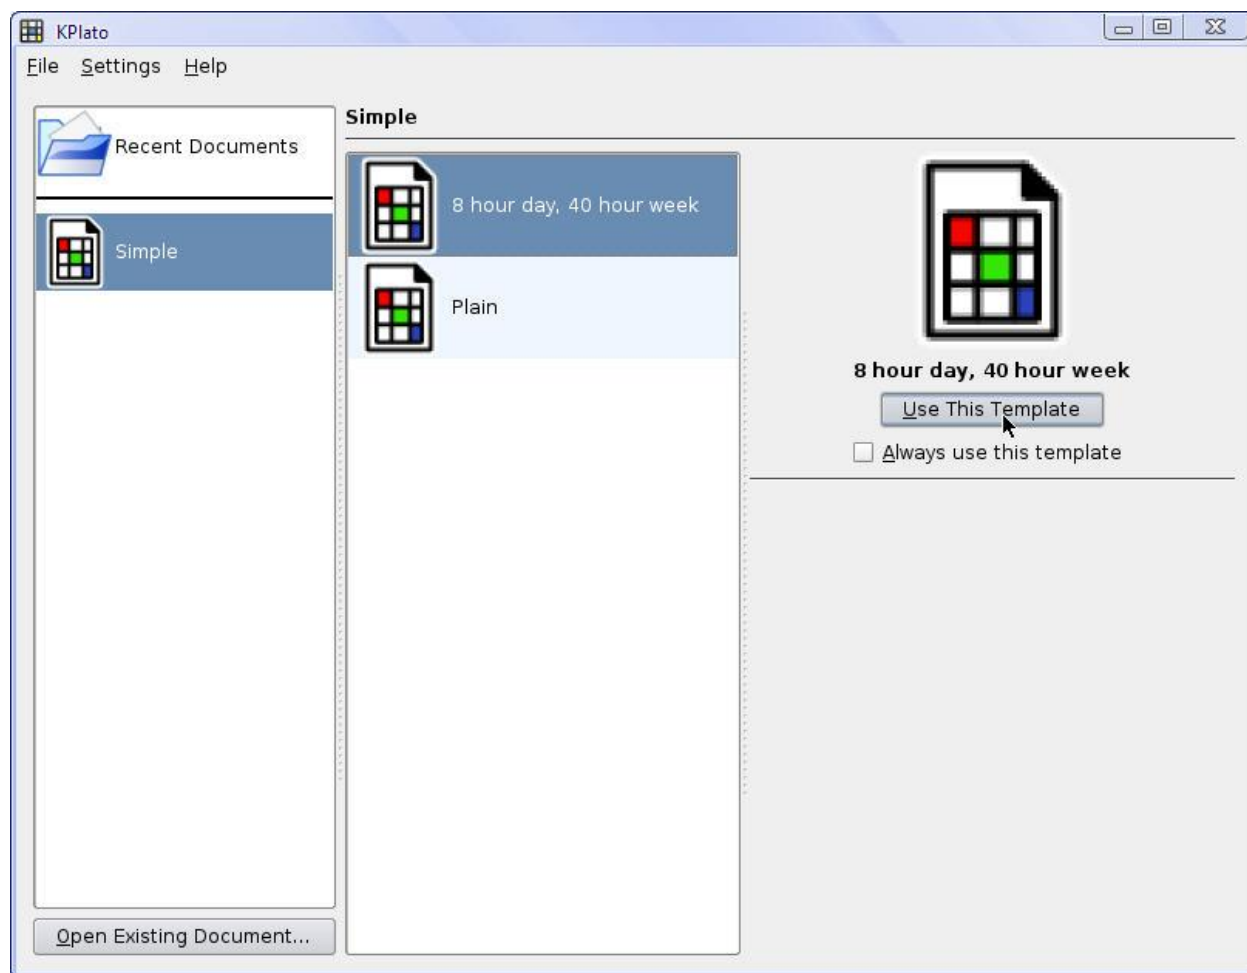 KPlato
File Settings Help
Recent Documents
Simple
Open Existing Document...
Simple
8 hour day, 40 hour week
Plain
8 hour day, 40 hour week
Use This Template
Always use this template